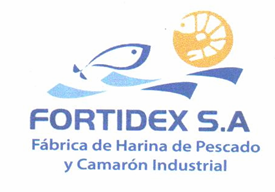 FORTIDEX S.A
Fábrica de Harina de Pescado
y Camarón Industrial